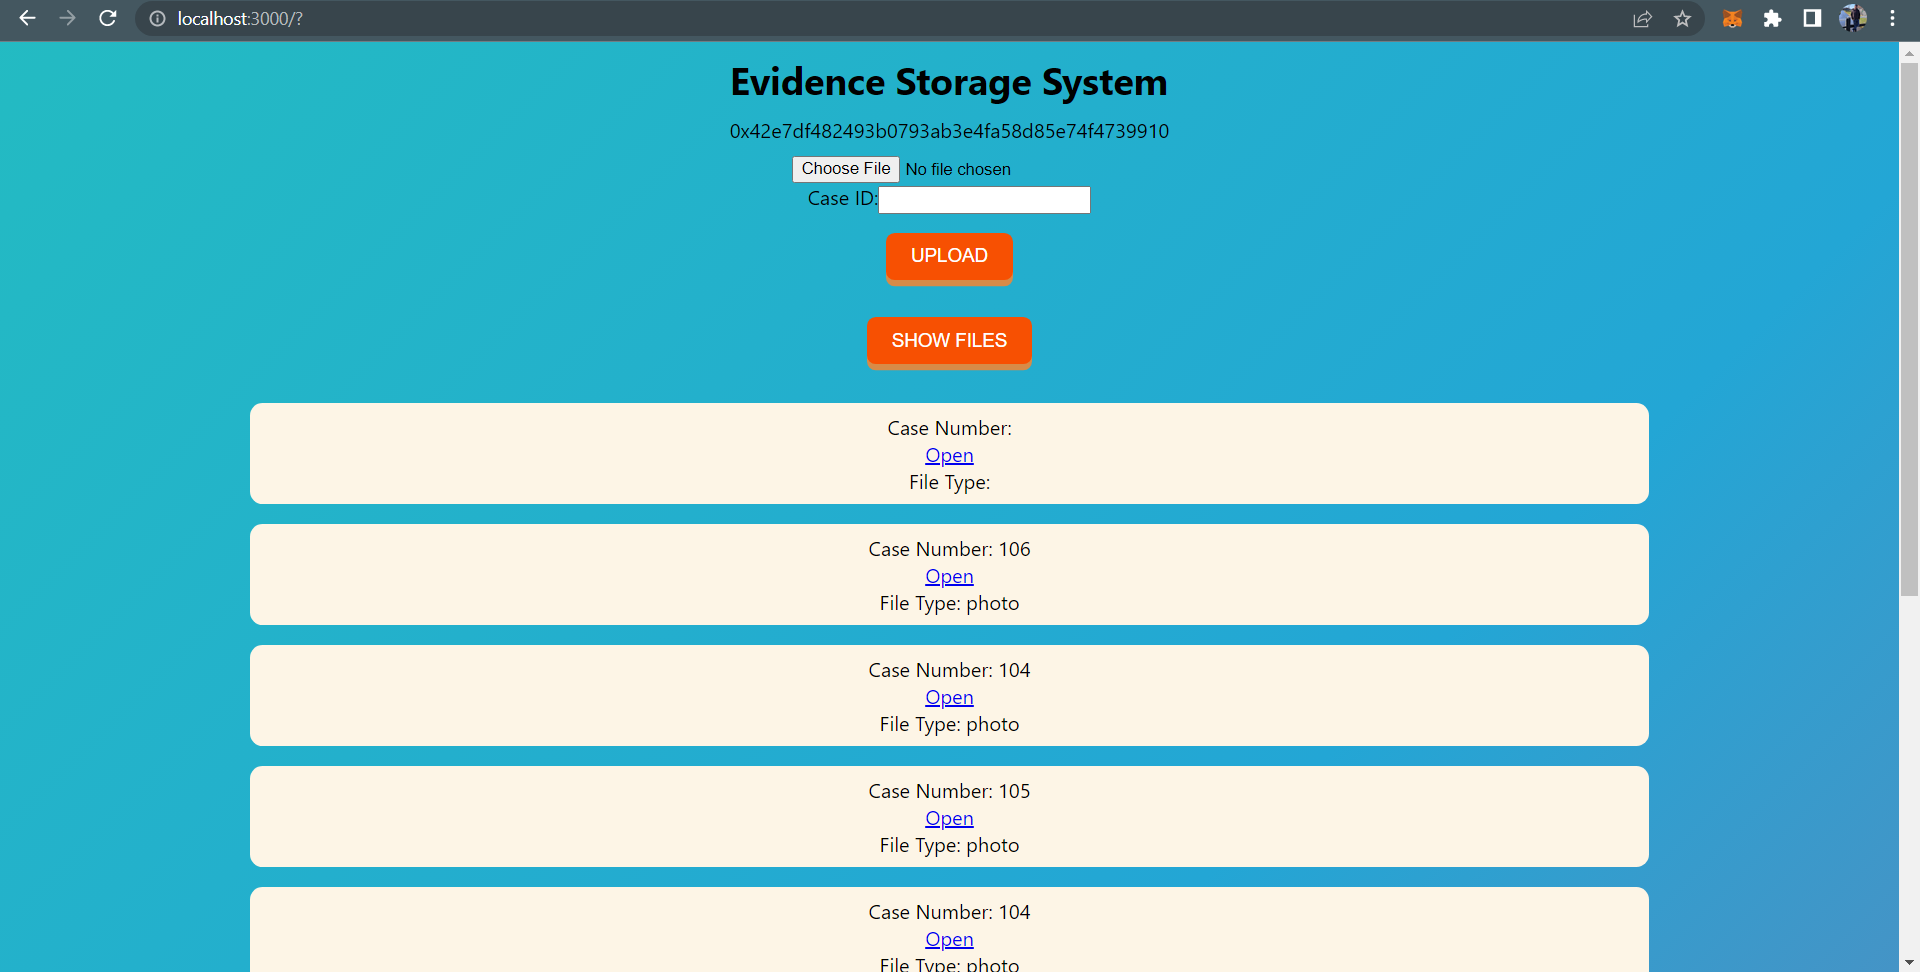 localhost:3000/?
Evidence Storage System
0x42e7df482493b0793ab3e4fa58d85e74f4739910
Choose File No file chosen
Case ID:
UPLOAD
SHOW FILES
Case Number:
Open
File Type:
Case Number: 106
Open
File Type: photo
Case Number: 104
Open
File Type: photo
Case Number: 105
Open
File Type: photo
Case Number: 104
Open
File Type: photo